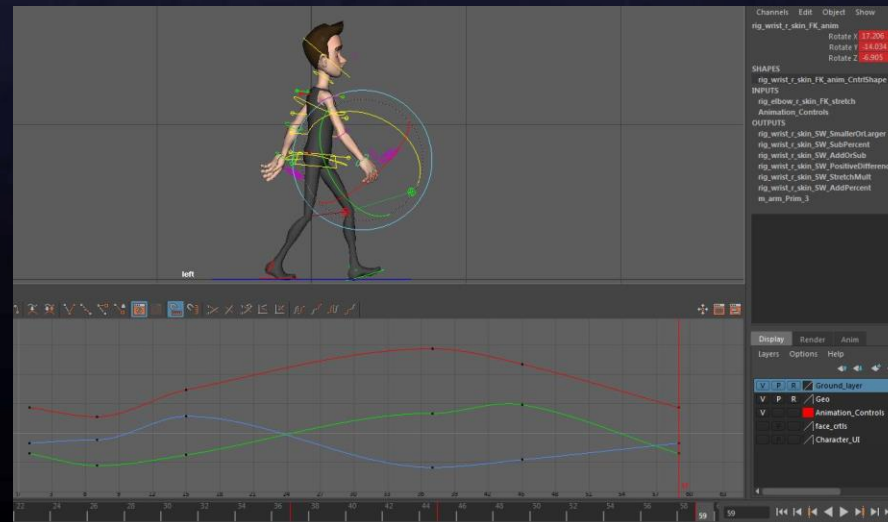 Channels Edit Object Show
rig_wrist_r_skin_FK_anim
Rotate X 17.206
Rotate Y -14.034
Rotate Z -6.905
SHAPES
rig_wrist_r_skin_FK_anim_CntrlShape
INPUTS
rig_elbow_r_skin_FK_stretch
Animation_Controls
OUTPUTS
rig_wrist_r_skin_SW_SmallerOrLarger
rig_wrist_r_skin_SW_SubPercent
rig_wrist_r_skin_SW_AddOrSub
rig_wrist_r_skin_SW_PositiveDifferenc
rig_wrist_r_skin_SW_StretchMult
rig_wrist_r_skin_SW_AddPercent
m_arm_Prim_3
left
Display Render Anim
Layers Options Help
V P R Ground_layer
V P R Geo
V Animation_Controls
face_crtls
Character_UI
22 24 26 28 30 32 34 36 38 40 42 44 46 48 50 52 54 56 58
59 59